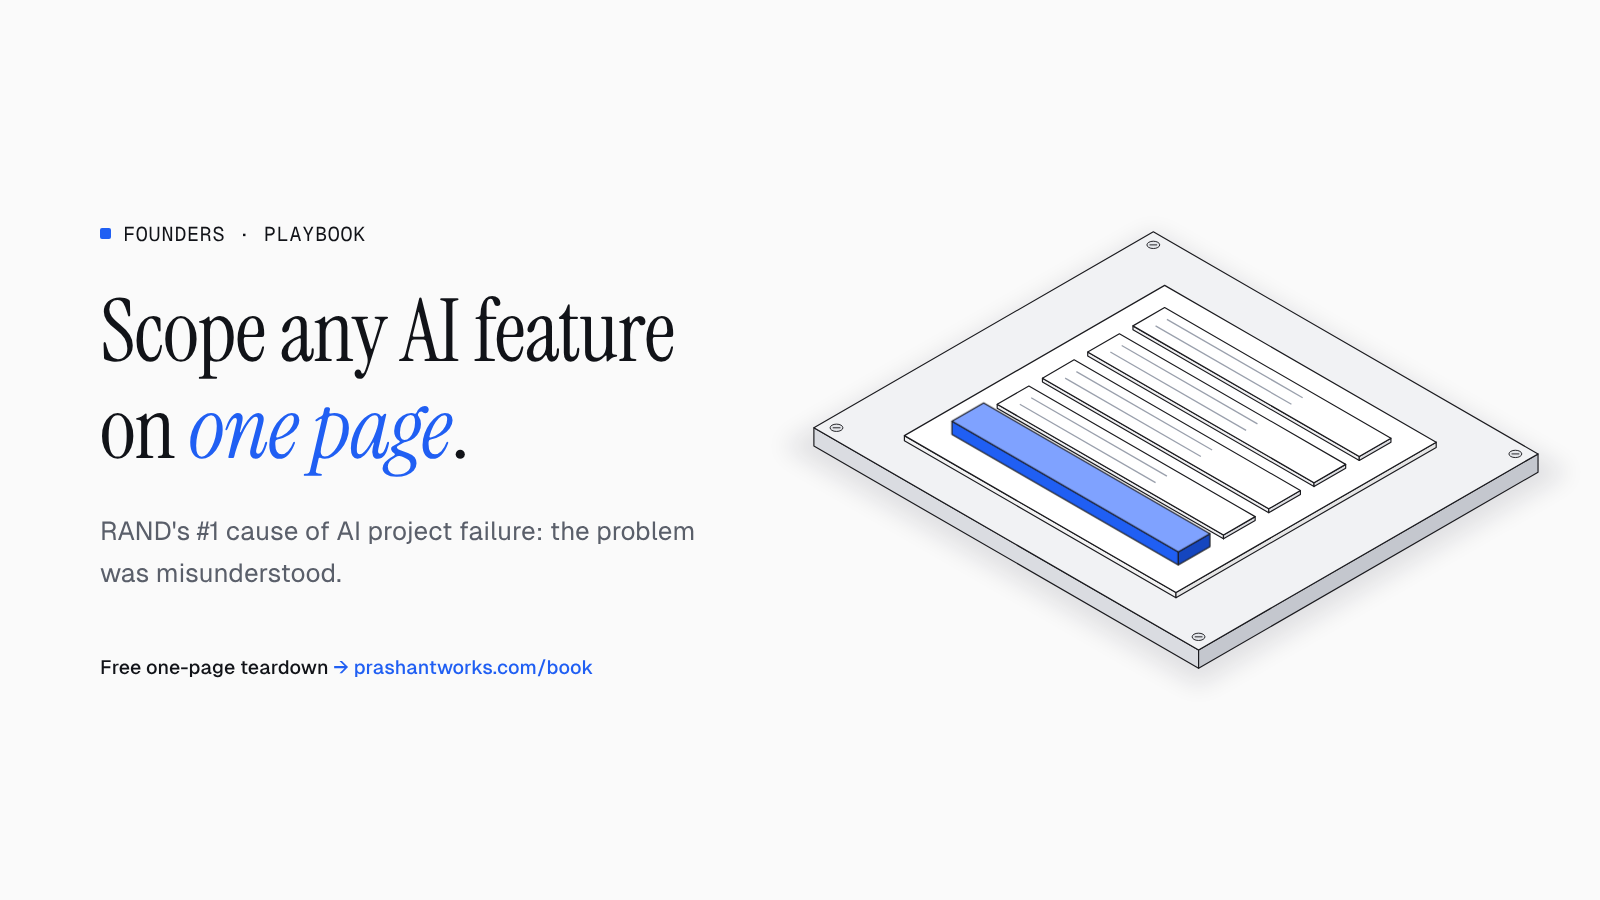 FOUNDERS · PLAYBOOK
Scope any AI feature
on one page.
RAND's #1 cause of AI project failure: the problem
was misunderstood.
Free one-page teardown → prashantworks.com/book